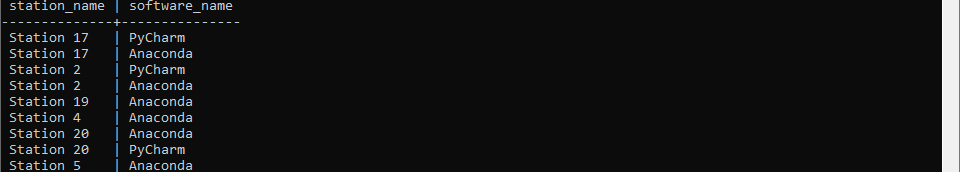 station_name | software_name
--------------+---------------
Station 17   | PyCharm
Station 17   | Anaconda
Station 2    | PyCharm
Station 2    | Anaconda
Station 19   | Anaconda
Station 4    | Anaconda
Station 20   | Anaconda
Station 20   | PyCharm
Station 5    | Anaconda